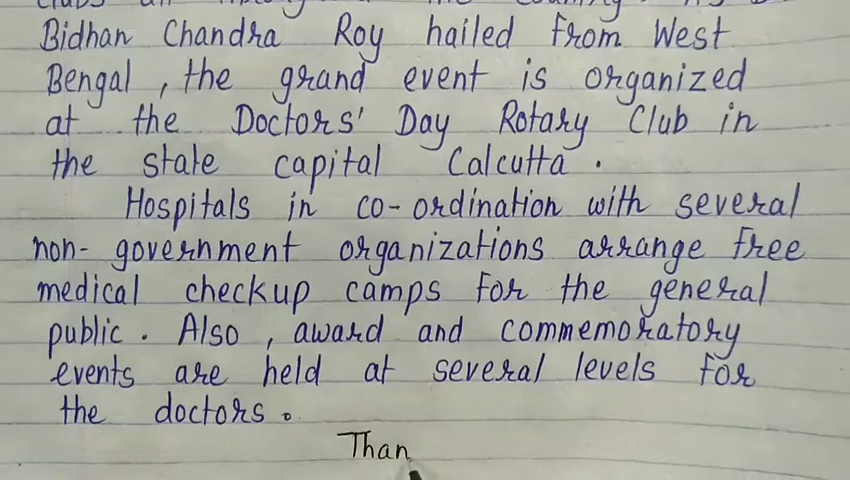 Bidhan Chandra Roy hailed from West
Bengal , the grand event is organized
at the Doctors' Day Rotary Club in
the state capital Calcutta .
Hospitals in co-ordination with several
non-government organizations arrange free
medical checkup camps for the general
public . Also , award and commemoratory
events are held at several levels for
the doctors .
Than